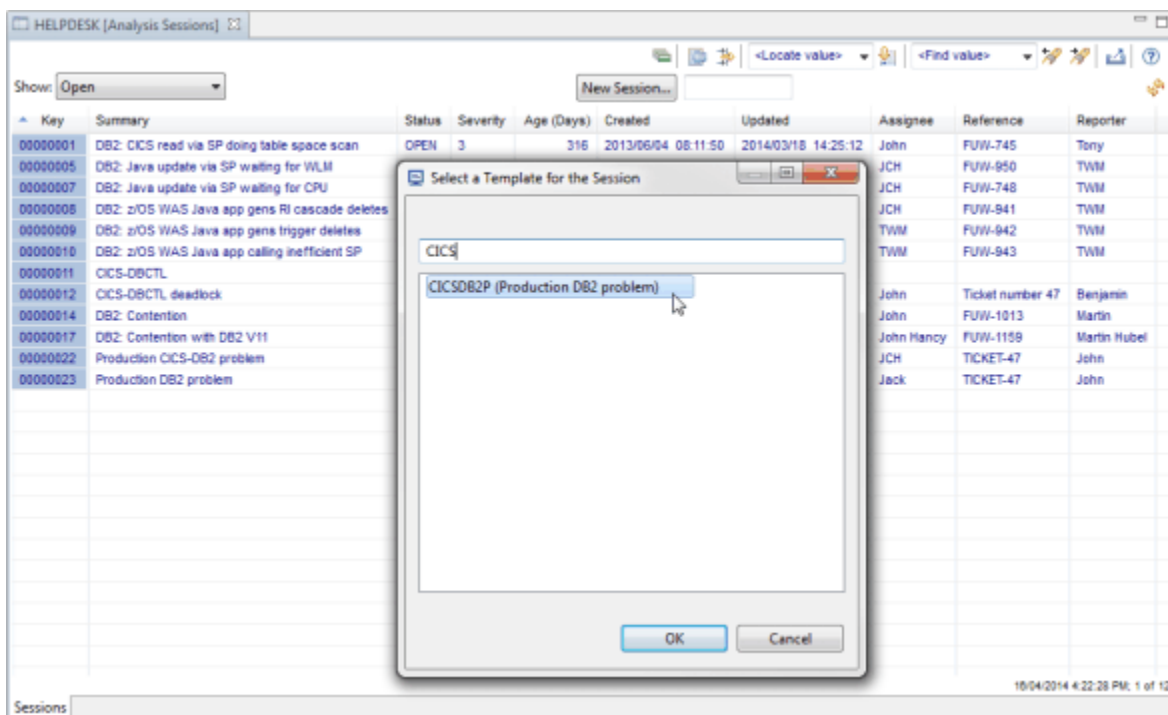 HELPDESK [Analysis Sessions]
<Locate value> <Find value>
Show: Open New Session...
Key Summary Status Severity Age (Days) Created Updated Assignee Reference Reporter
00000001 DB2: CICS read via SP doing table space scan OPEN 3 316 2013/06/04 08:11:50 2014/03/18 14:25:12 John FUW-745 Tony
00000005 DB2: Java update via SP waiting for WLM JCH FUW-950 TWM
00000007 DB2: Java update via SP waiting for CPU JCH FUW-748 TWM
00000008 DB2: z/OS WAS Java app gens RI cascade deletes JCH FUW-941 TWM
00000009 DB2: z/OS WAS Java app gens trigger deletes TWM FUW-942 TWM
00000010 DB2: z/OS WAS Java app calling inefficient SP TWM FUW-943 TWM
00000011 CICS-DBCTL
00000012 CICS-DBCTL deadlock John Ticket number 47 Benjamin
00000014 DB2: Contention John FUW-1013 Martin
00000017 DB2: Contention with DB2 V11 John Hancy FUW-1159 Martin Hubel
00000022 Production CICS-DB2 problem JCH TICKET-47 John
00000023 Production DB2 problem Jack TICKET-47 John
Select a Template for the Session
CICS
CICSDB2P (Production DB2 problem)
OK Cancel
16/04/2014 4:22:28 PM; 1 of 12
Sessions